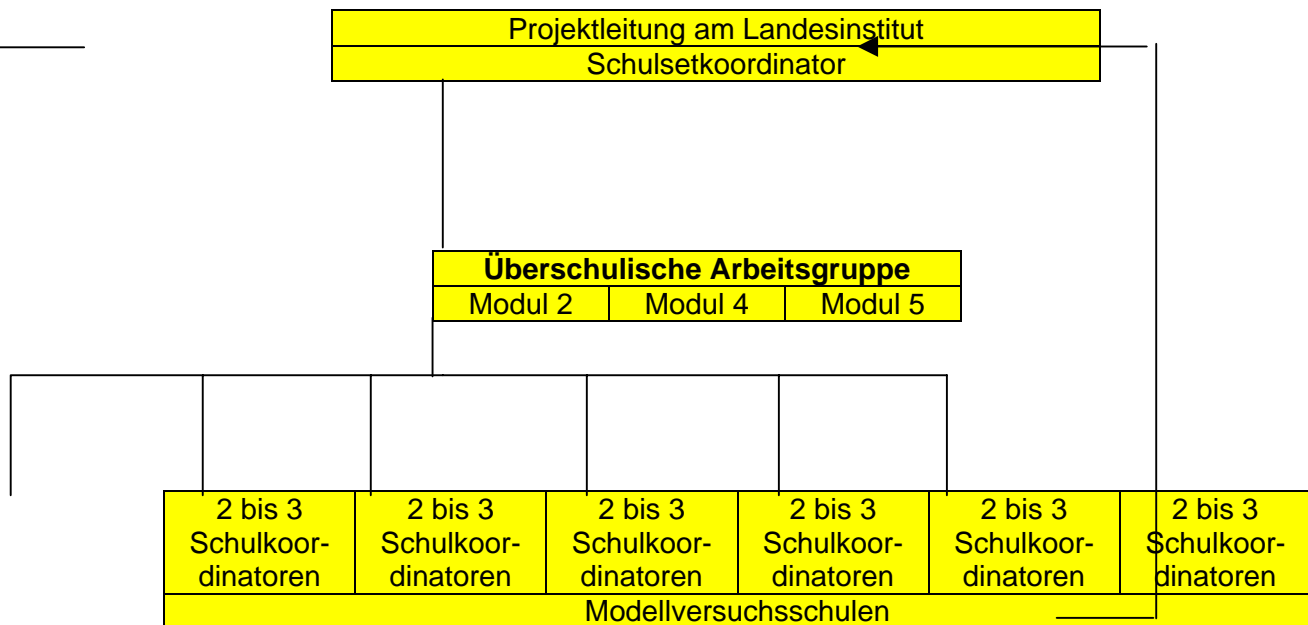 Projektleitung am Landesinstitut
Schulsetkoordinator
Überschulische Arbeitsgruppe
Modul 2 Modul 4 Modul 5
2 bis 3 2 bis 3 2 bis 3 2 bis 3 2 bis 3 2 bis 3
Schulkoor- Schulkoor- Schulkoor- Schulkoor- Schulkoor- Schulkoor-
dinatoren dinatoren dinatoren dinatoren dinatoren dinatoren
Modellversuchsschulen